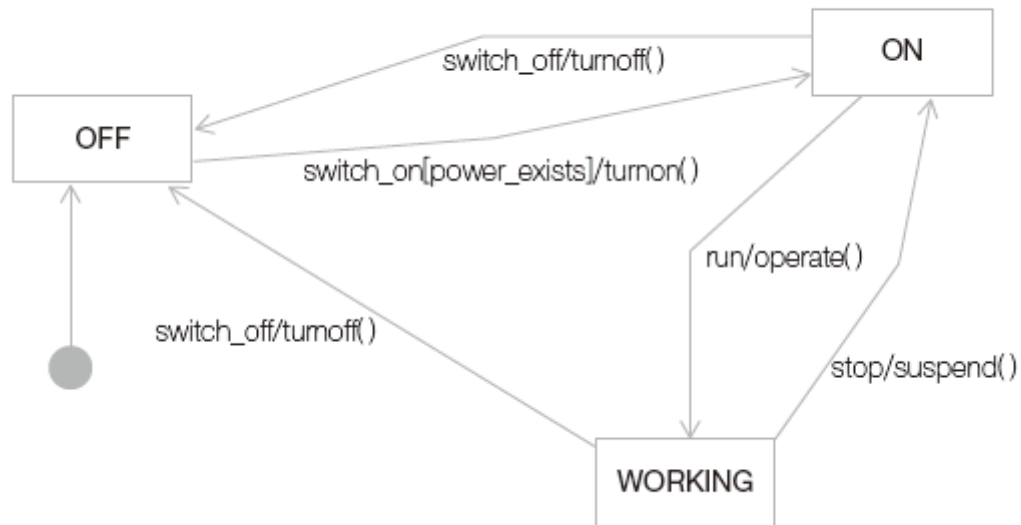 ON
switch_off/turnoff( )
OFF
switch_on[power_exists]/turnon( )
run/operate( )
switch_off/turnoff( )
stop/suspend( )
WORKING